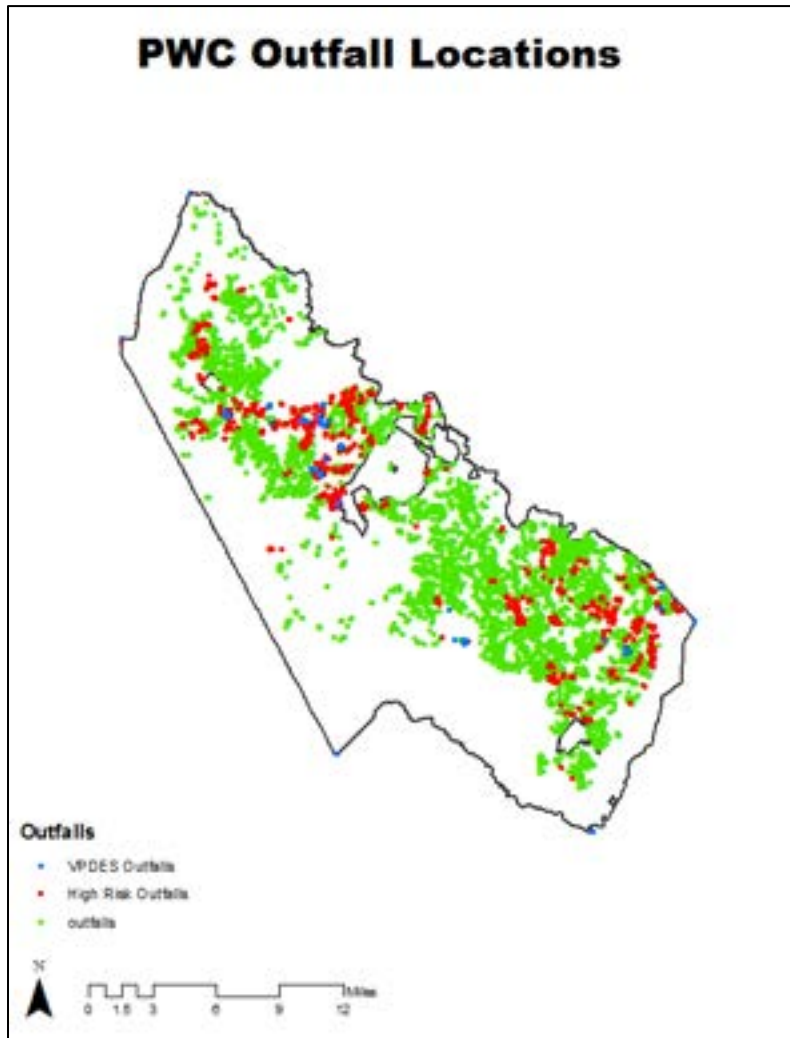 PWC Outfall Locations
Outfalls
VPDES Outfalls
High Risk Outfalls
outfalls
N
Miles
0 1.5 3 6 9 12